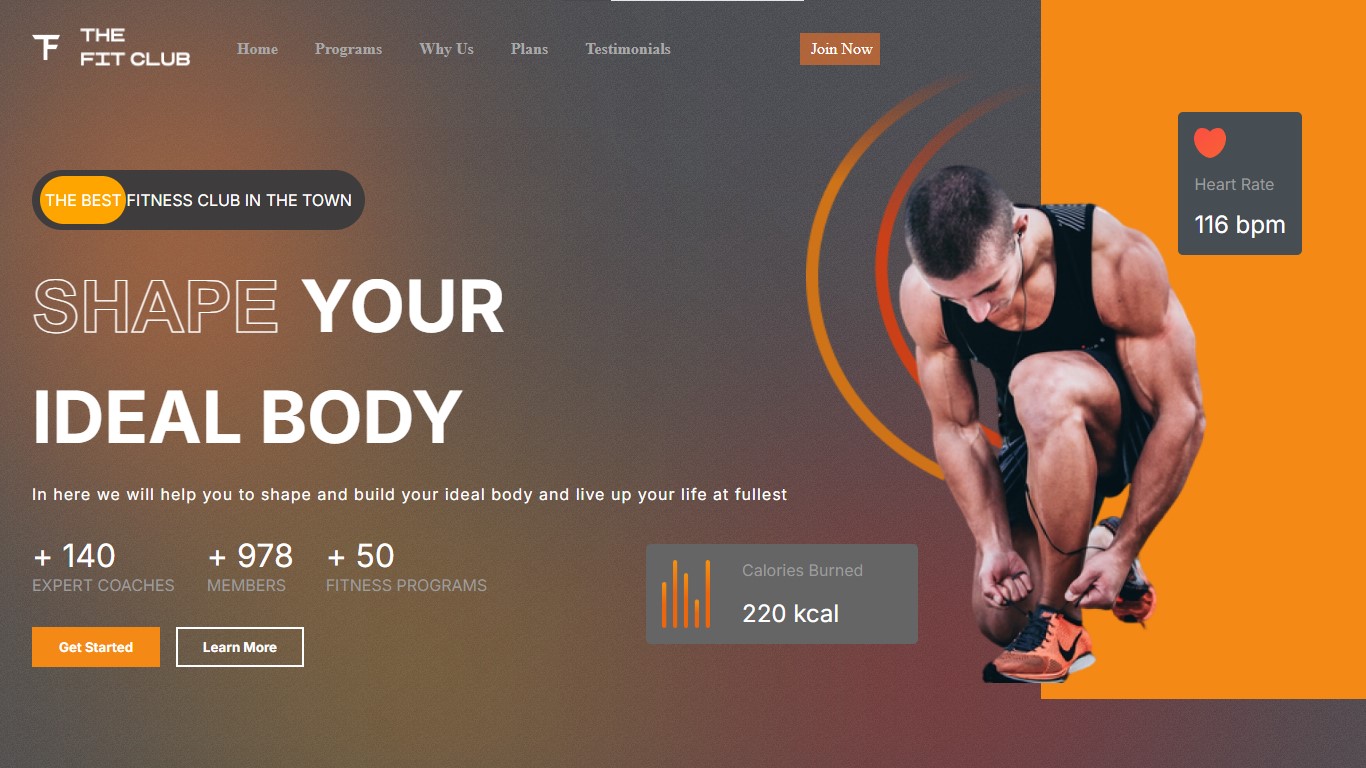 THE
FIT CLUB
Home
Programs
Why Us
Plans
Testimonials
Join Now
THE BEST FITNESS CLUB IN THE TOWN
SHAPE YOUR
IDEAL BODY
In here we will help you to shape and build your ideal body and live up your life at fullest
+ 140
EXPERT COACHES
+ 978
MEMBERS
+ 50
FITNESS PROGRAMS
Get Started
Learn More
Heart Rate
116 bpm
Calories Burned
220 kcal